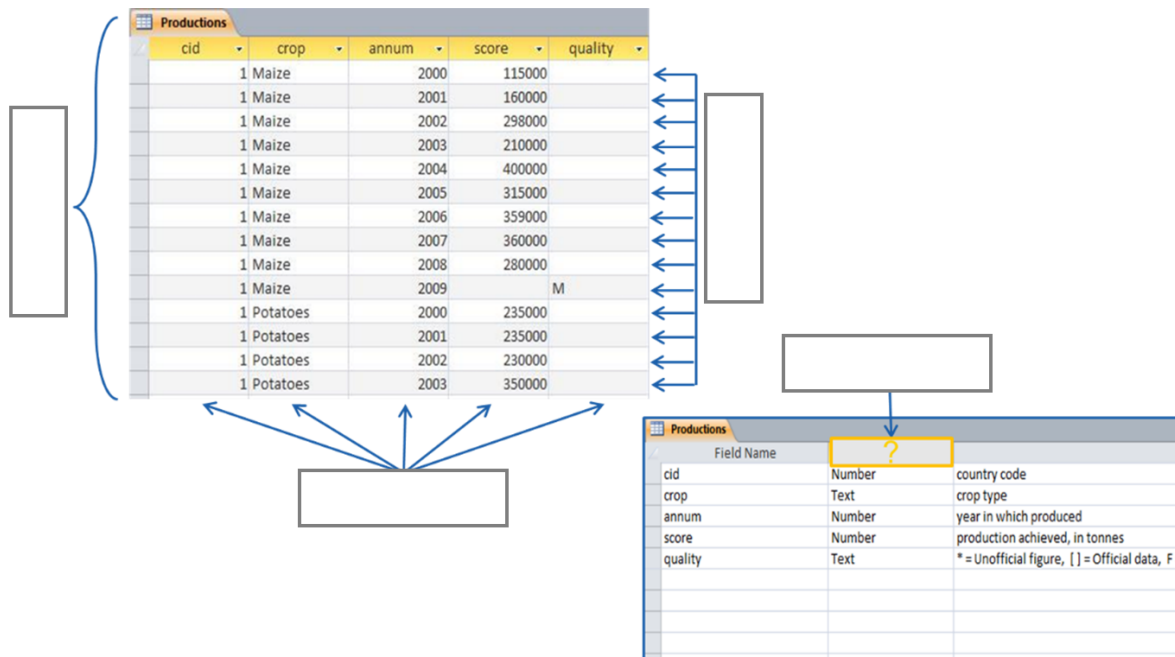 Productions
cid crop annum score quality
1 Maize 2000 115000
1 Maize 2001 160000
1 Maize 2002 298000
1 Maize 2003 210000
1 Maize 2004 400000
1 Maize 2005 315000
1 Maize 2006 359000
1 Maize 2007 360000
1 Maize 2008 280000
1 Maize 2009 M
1 Potatoes 2000 235000
1 Potatoes 2001 235000
1 Potatoes 2002 230000
1 Potatoes 2003 350000
Productions
Field Name ?
cid Number country code
crop Text crop type
annum Number year in which produced
score Number production achieved, in tonnes
quality Text * = Unofficial figure, [ ] = Official data, F